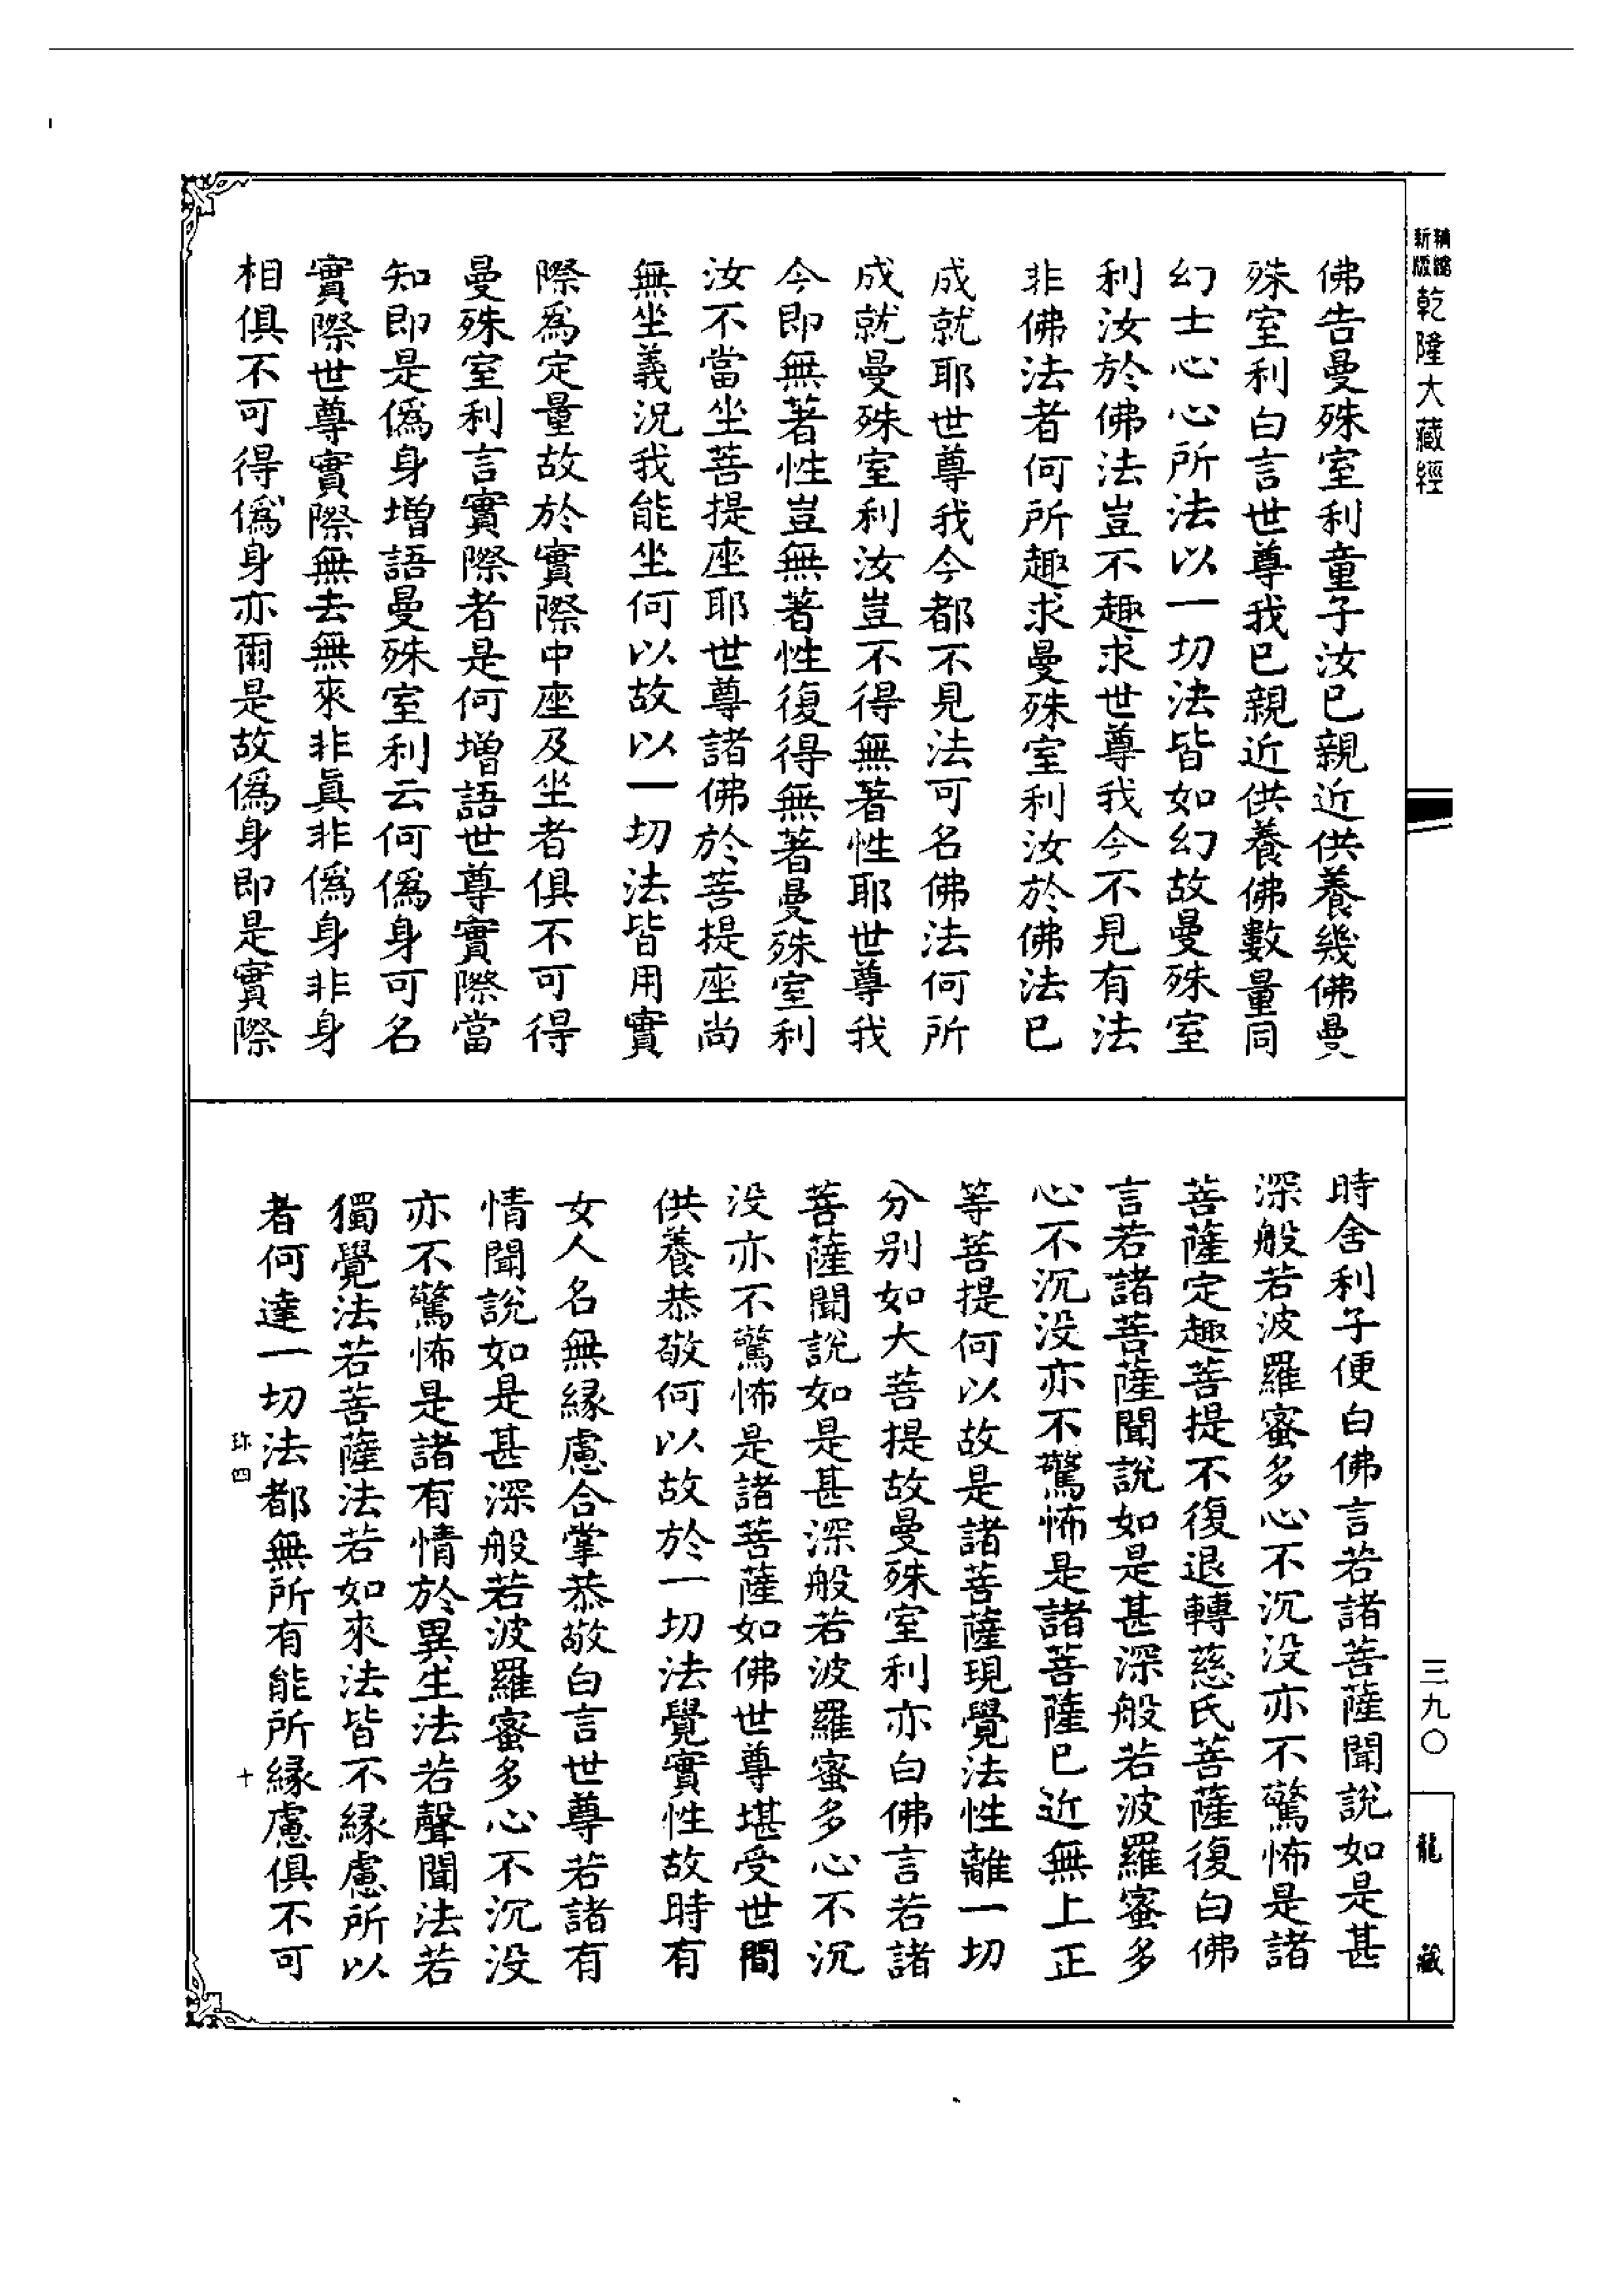 新版
乾隆大藏經
佛告曼殊室利童子汝已親近供養幾佛曼
殊室利白言世尊我已親近供養佛數量同
幻士心心所法以一切法皆如幻故曼殊室
利汝於佛法豈不趣求世尊我今不見有法
非佛法者何所趣求曼殊室利汝於佛法已
成就耶世尊我今都不見法可名佛法何所
成就曼殊室利汝豈不得無著性耶世尊我
今即無著性豈無著性復得無著曼殊室利
汝不當坐菩提座耶世尊諸佛於菩提座尚
無坐義況我能坐何以故以一切法皆用實
際爲定量故於實際中座及坐者俱不可得
曼殊室利言實際者是何增語世尊實際當
知即是僞身增語曼殊室利云何僞身可名
實際世尊實際無去無來非眞非僞身非身
相俱不可得僞身亦爾是故僞身即是實際
時舍利子便白佛言若諸菩薩聞說如是甚
深般若波羅蜜多心不沉没亦不驚怖是諸
菩薩定趣菩提不復退轉慈氏菩薩復白佛
言若諸菩薩聞說如是甚深般若波羅蜜多
心不沉没亦不驚怖是諸菩薩已近無上正
等菩提何以故是諸菩薩現覺法性離一切
分别如大菩提故曼殊室利亦白佛言若諸
菩薩聞說如是甚深般若波羅蜜多心不沉
没亦不驚怖是諸菩薩如佛世尊堪受世間
供養恭敬何以故於一切法覺實性故時有
女人名無緣慮合掌恭敬白言世尊若諸有
情聞說如是甚深般若波羅蜜多心不沉没
亦不驚怖是諸有情於異生法若聲聞法若
獨覺法若菩薩法若如來法皆不緣慮所以
者何達一切法都無所有能所緣慮俱不可
珎四
十
三九〇
龍藏